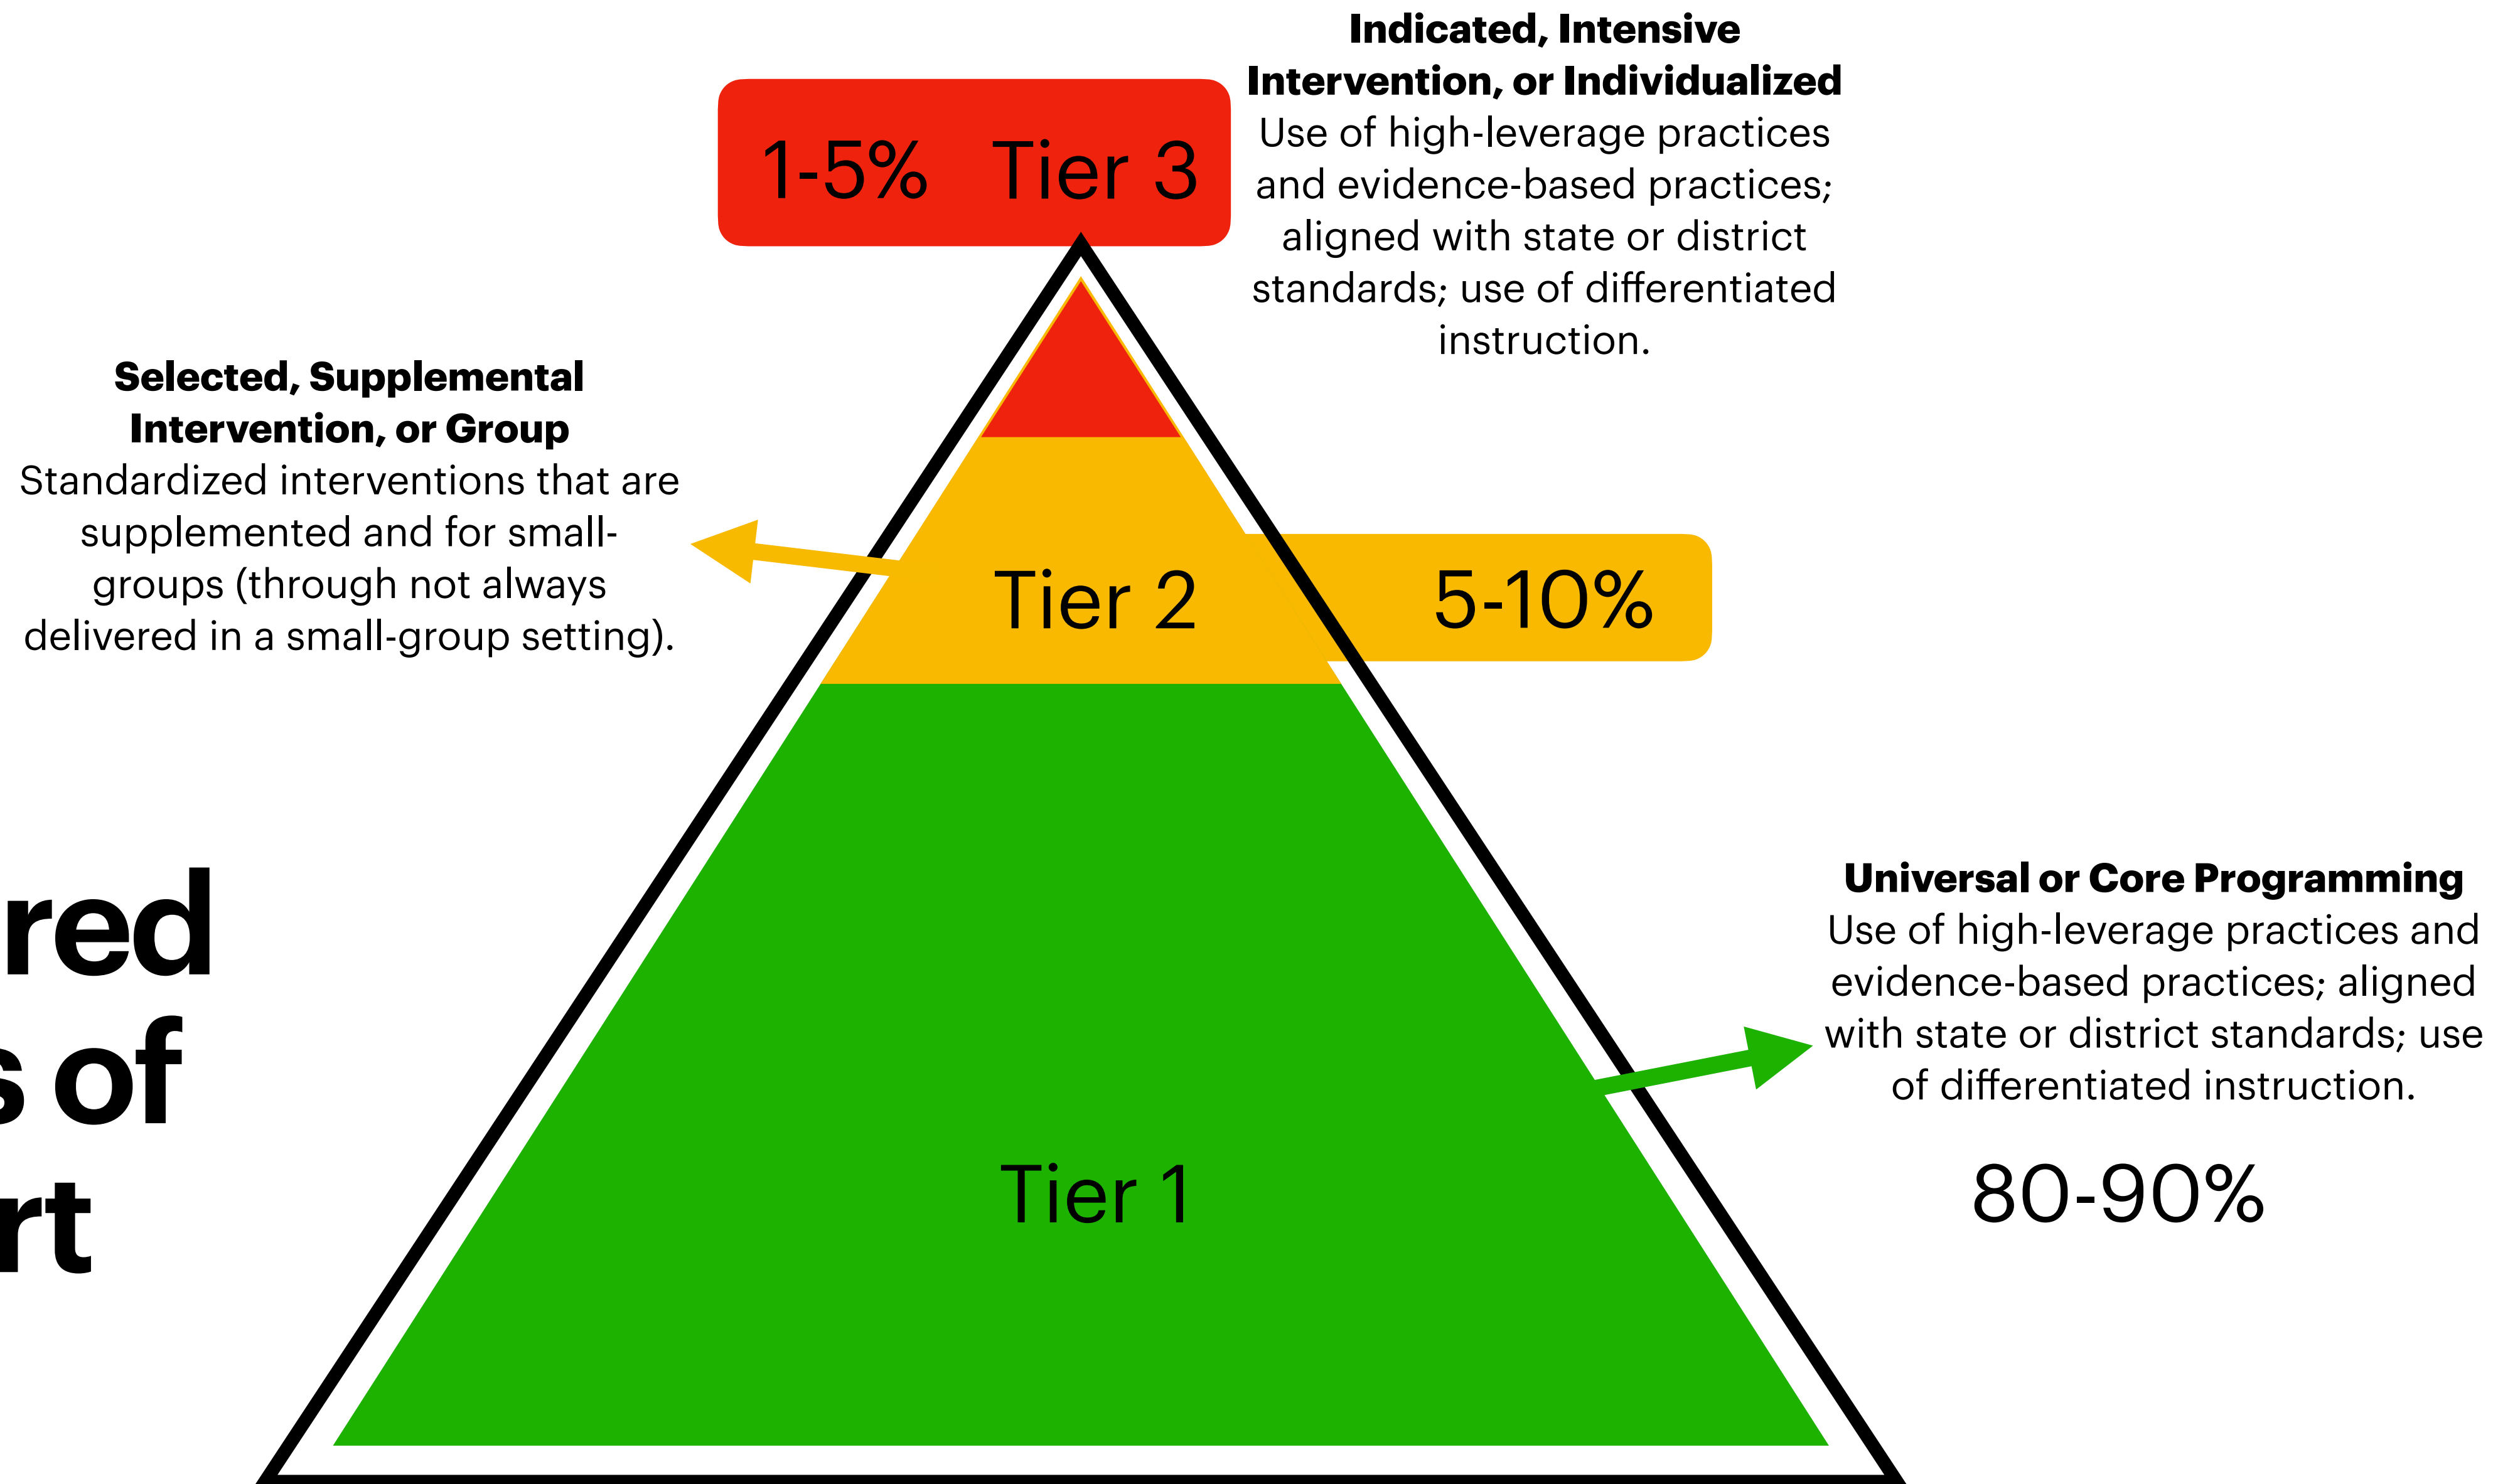 Indicated, Intensive
Intervention, or Individualized
Use of high-leverage practices
and evidence-based practices;
aligned with state or district
standards; use of differentiated
instruction.
1-5% Tier 3
Selected, Supplemental
Intervention, or Group
Standardized interventions that are
supplemented and for small-
groups (through not always
delivered in a small-group setting).
Tier 2 5-10%
Universal or Core Programming
Use of high-leverage practices and
evidence-based practices; aligned
with state or district standards; use
of differentiated instruction.
Tier 1 80-90%
red
s of
rt